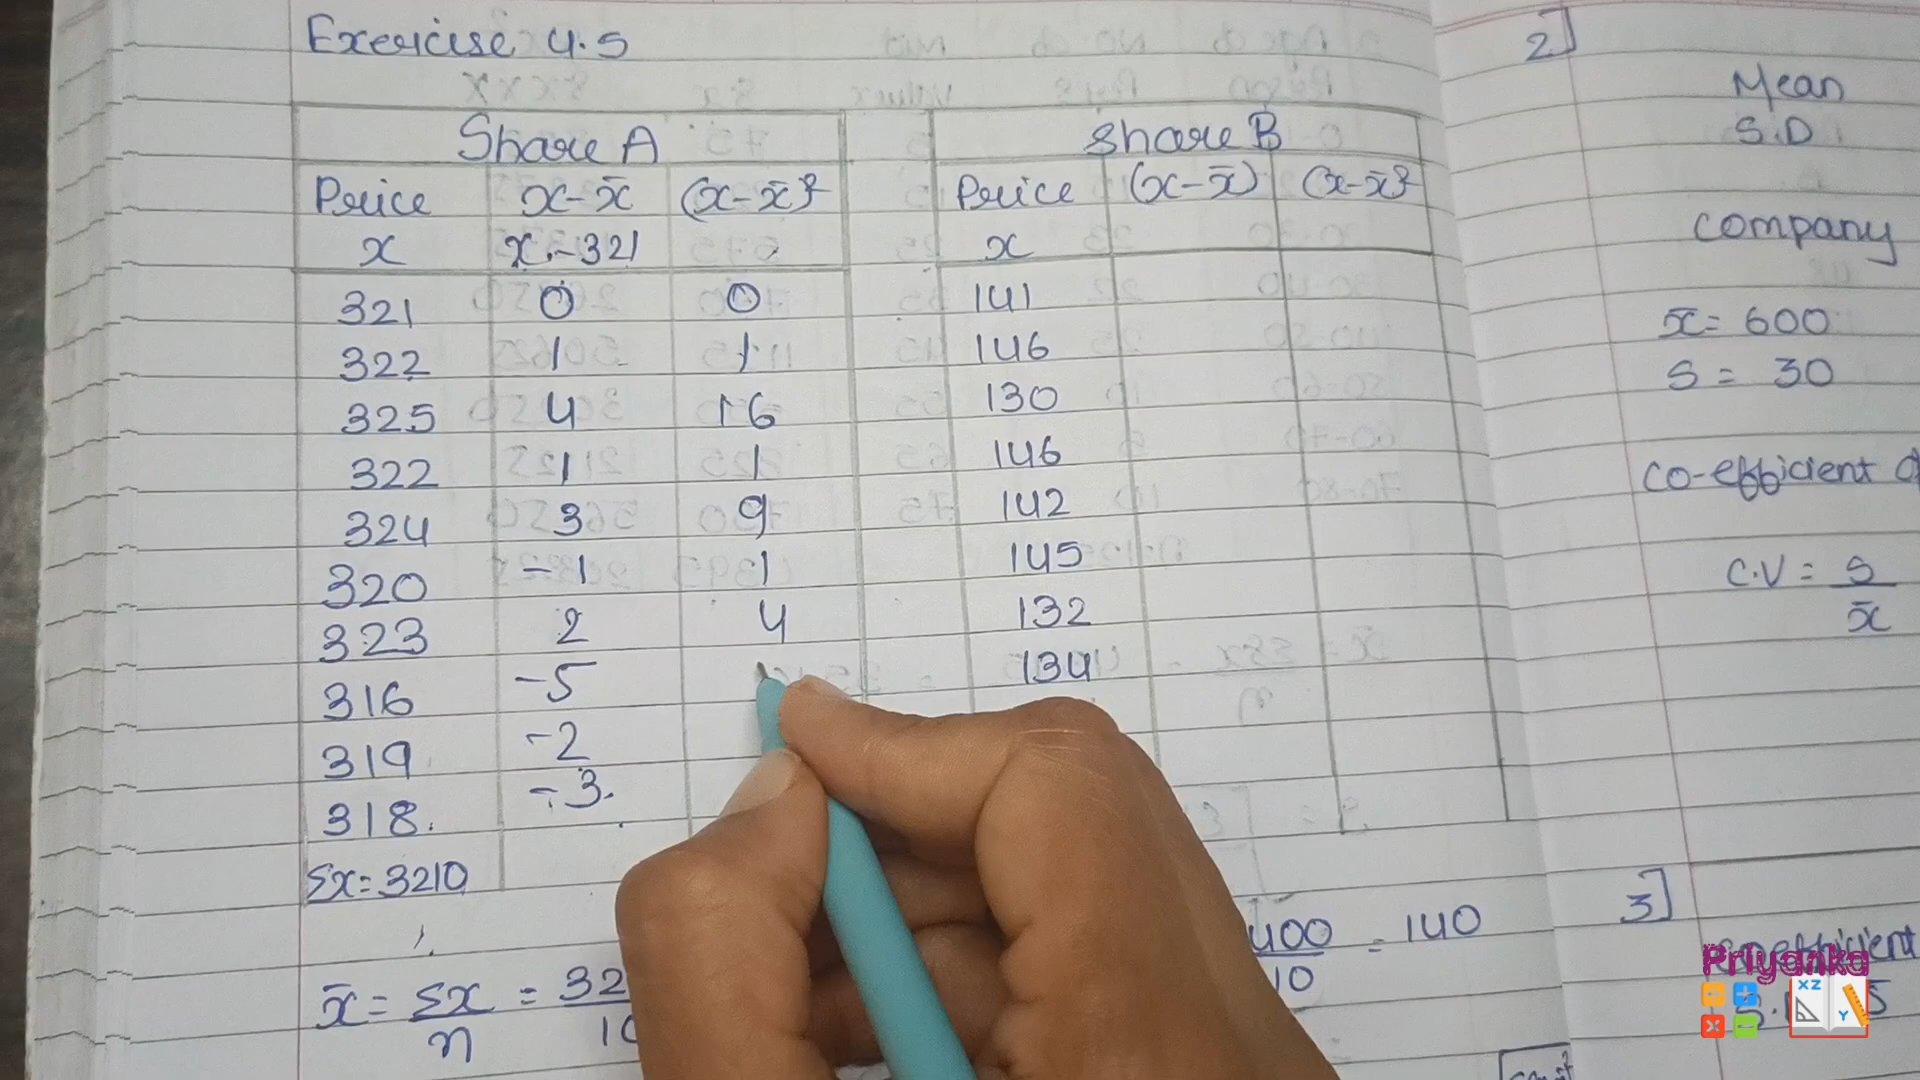 Exercise 4.5
Share A
Price x-x̄ (x-x̄)²
x x-321
321 0 0
322 1 1
325 4 16
322 1 1
324 3 9
320 -1 1
323 2 4
316 -5
319 -2
318 -3
Σx=3210
x̄ = Σx/n = 32
10
Share B
Price (x-x̄) (x-x̄)²
x
141
146
130
146
142
145
132
134
400/10 = 140
2]
Mean
S.D
company
x̄= 600
S = 30
co-efficient
C.V = S/x̄
3]
Priyanka
XZ
Y